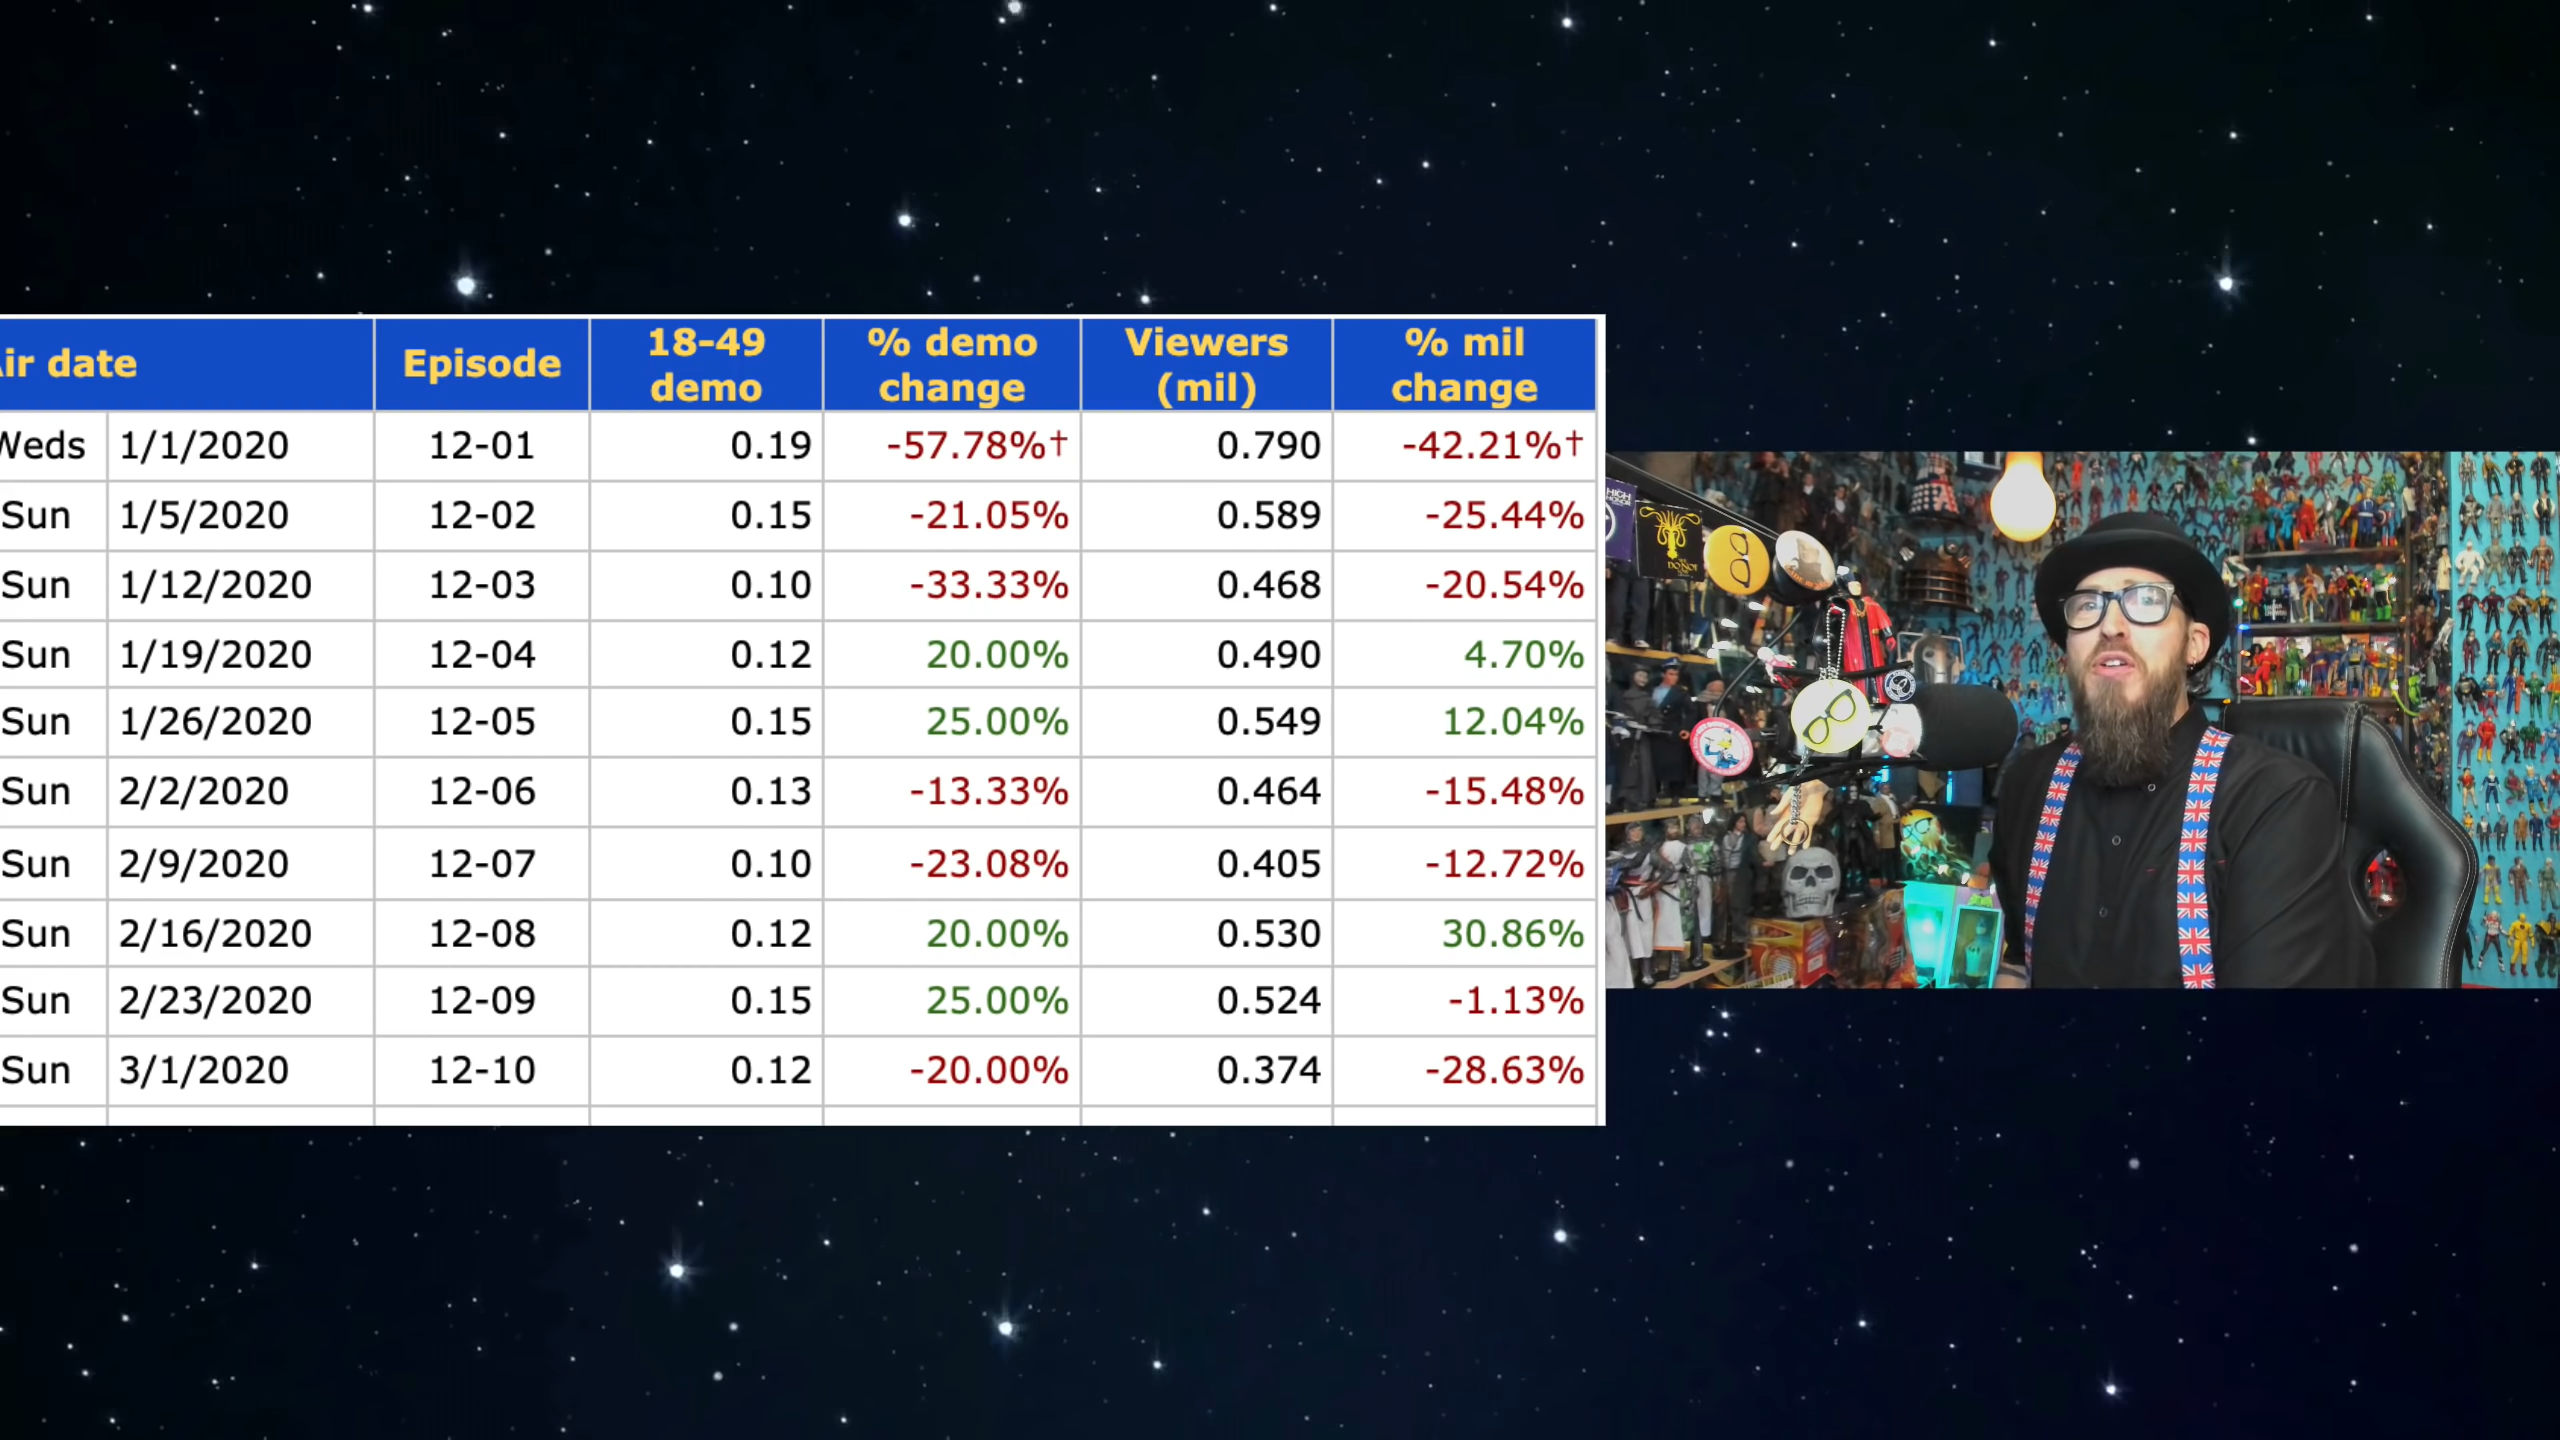 ir date Episode 18-49 demo % demo change Viewers (mil) % mil change
Weds 1/1/2020 12-01 0.19 -57.78%† 0.790 -42.21%†
Sun 1/5/2020 12-02 0.15 -21.05% 0.589 -25.44%
Sun 1/12/2020 12-03 0.10 -33.33% 0.468 -20.54%
Sun 1/19/2020 12-04 0.12 20.00% 0.490 4.70%
Sun 1/26/2020 12-05 0.15 25.00% 0.549 12.04%
Sun 2/2/2020 12-06 0.13 -13.33% 0.464 -15.48%
Sun 2/9/2020 12-07 0.10 -23.08% 0.405 -12.72%
Sun 2/16/2020 12-08 0.12 20.00% 0.530 30.86%
Sun 2/23/2020 12-09 0.15 25.00% 0.524 -1.13%
Sun 3/1/2020 12-10 0.12 -20.00% 0.374 -28.63%
HIGH
DO NOT